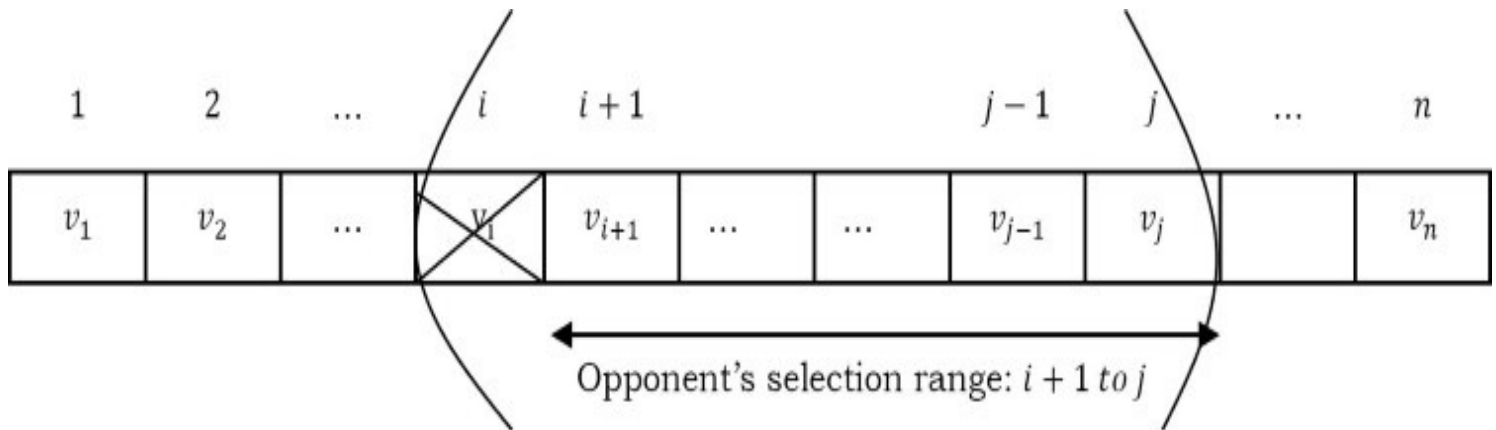 1 2 ... i i + 1 j − 1 j ... n
v₁ v₂ ... vᵢ vᵢ₊₁ ... ... vⱼ₋₁ vⱼ vₙ
Opponent’s selection range: i + 1 to j